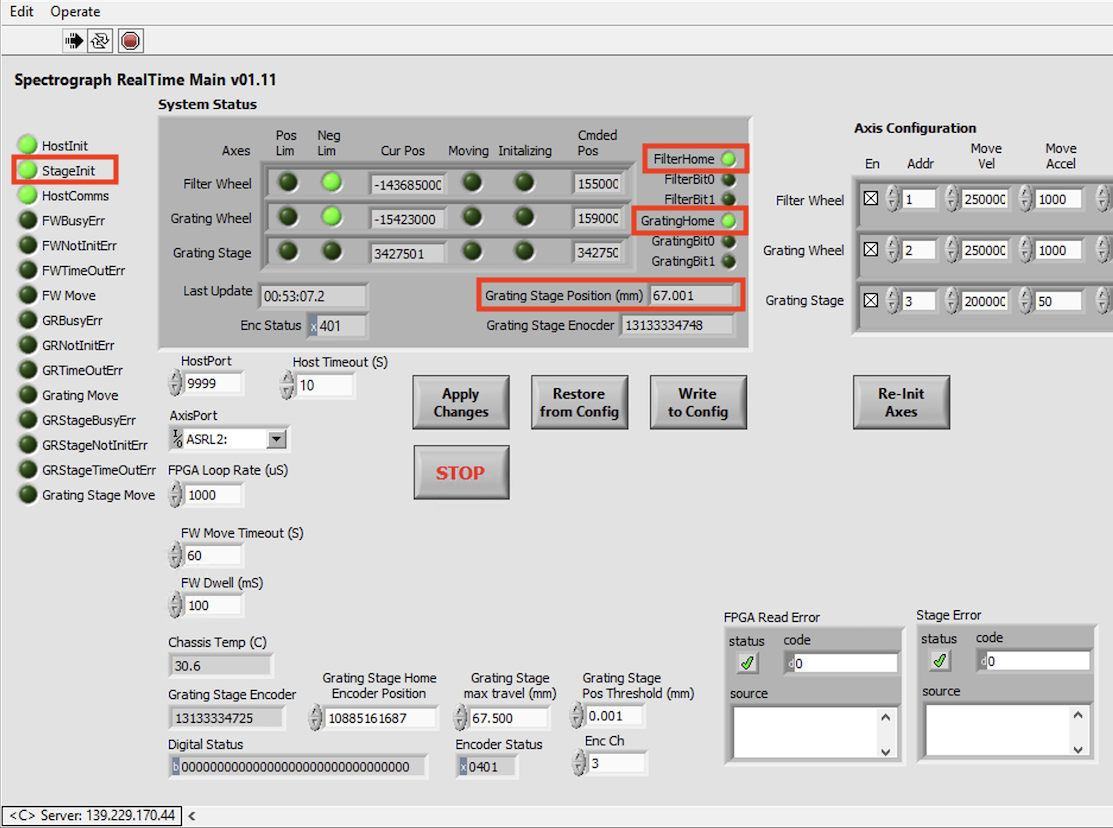 Edit Operate
Spectrograph RealTime Main v01.11
System Status
HostInit
StageInit
HostComms
FWBusyErr
FWNotInitErr
FWTimeOutErr
FW Move
GRBusyErr
GRNotInitErr
GRTimeOutErr
Grating Move
GRStageBusyErr
GRStageNotInitErr
GRStageTimeOutErr
Grating Stage Move
Pos Neg Cmded
Axes Lim Lim Cur Pos Moving Initalizing Pos
Filter Wheel -143685000 155000
Grating Wheel -15423000 159000
Grating Stage 3427501 342750
FilterHome
FilterBit0
FilterBit1
GratingHome
GratingBit0
GratingBit1
Last Update 00:53:07.2
Grating Stage Position (mm) 67.001
Enc Status x 401
Grating Stage Enocder 13133334748
Axis Configuration
Move Move
En Addr Vel Accel
Filter Wheel 1 250000 1000
Grating Wheel 2 250000 1000
Grating Stage 3 200000 50
HostPort
9999
Host Timeout (S)
10
AxisPort
I/O ASRL2:
FPGA Loop Rate (uS)
1000
FW Move Timeout (S)
60
FW Dwell (mS)
100
Apply
Changes
Restore
from Config
Write
to Config
Re-Init
Axes
STOP
Chassis Temp (C)
30.6
Grating Stage Encoder
13133334725
Grating Stage Home
Encoder Position
10885161687
Grating Stage
max travel (mm)
67.500
Grating Stage
Pos Threshold (mm)
0.001
Digital Status
b 00000000000000000000000000000000
Encoder Status
x 0401
Enc Ch
3
FPGA Read Error
status code
d 0
source
Stage Error
status code
d 0
source
<C> Server: 139.229.170.44 <